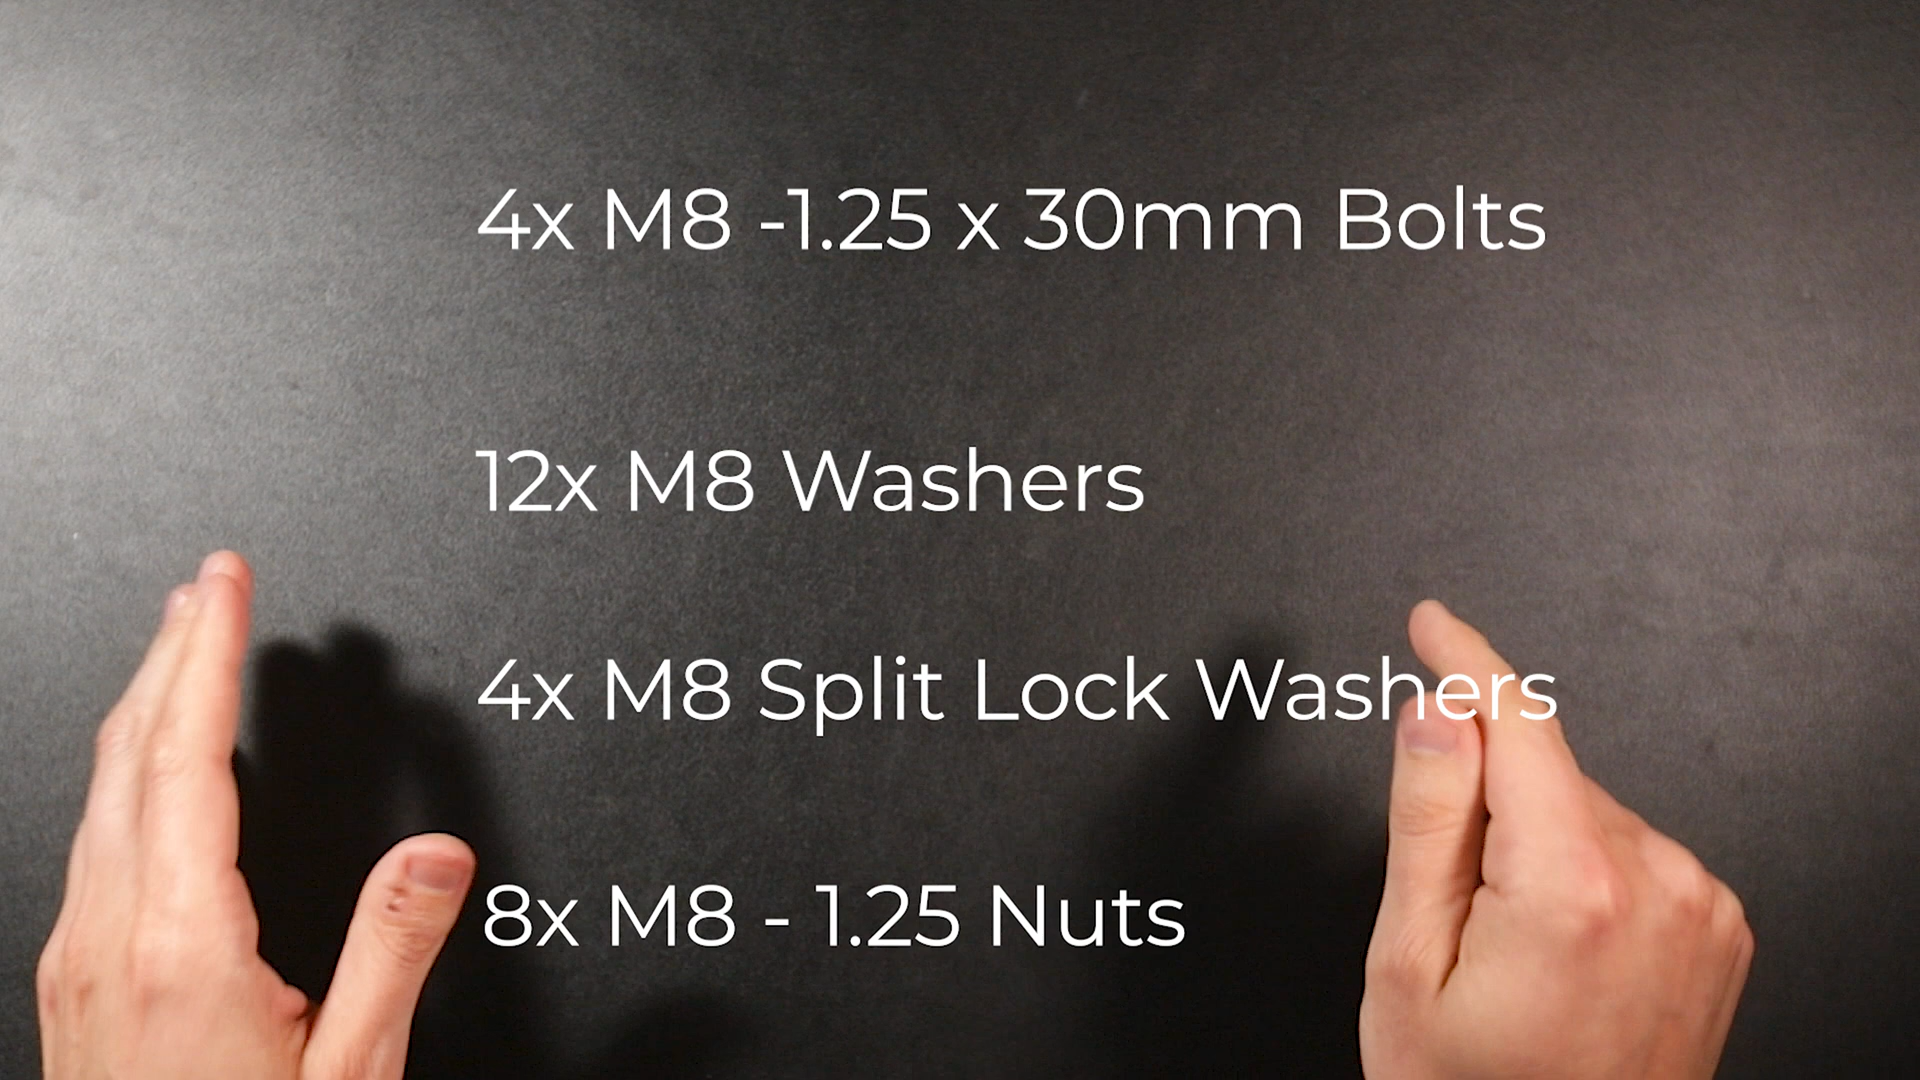 4x M8 -1.25 x 30mm Bolts
12x M8 Washers
4x M8 Split Lock Washers
8x M8 - 1.25 Nuts